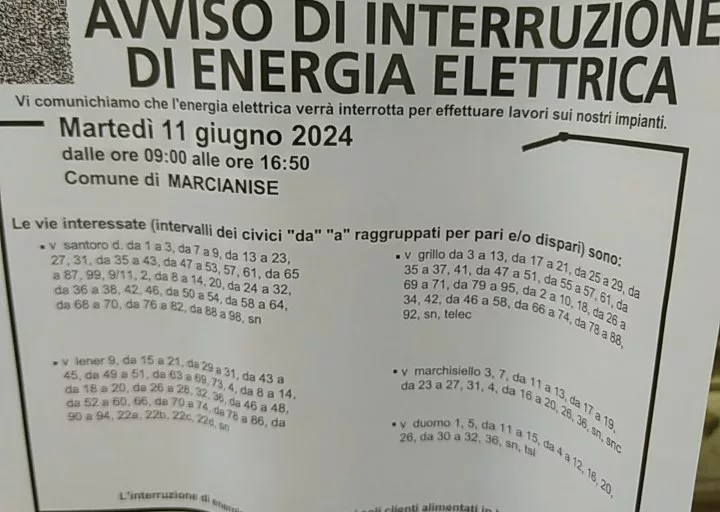 AVVISO DI INTERRUZIONE
DI ENERGIA ELETTRICA
Vi comunichiamo che l'energia elettrica verrà interrotta per effettuare lavori sui nostri impianti.
Martedì 11 giugno 2024
dalle ore 09:00 alle ore 16:50
Comune di MARCIANISE
Le vie interessate (intervalli dei civici "da" "a" raggruppati per pari e/o dispari) sono:
• v santoro d. da 1 a 3, da 7 a 9, da 13 a 23,
27, 31, da 35 a 43, da 47 a 53, 57, 61, da 65
a 87, 99, 9/11, 2, da 8 a 14, 20, da 24 a 32,
da 36 a 38, 42, 46, da 50 a 54, da 58 a 64,
da 68 a 70, da 76 a 82, da 88 a 98, sn
• v iener 9, da 15 a 21, da 29 a 31, da 43 a
45, da 49 a 51, da 63 a 69, 73, 4, da 8 a 14,
da 18 a 20, da 26 a 28, 32, 36, da 46 a 48,
da 52 a 60, 66, da 70 a 74, da 78 a 86, da
90 a 94, 22a, 22b, 22c, 22d, sn
• v grillo da 3 a 13, da 17 a 21, da 25 a 29, da
35 a 37, 41, da 47 a 51, da 55 a 57, 61, da
69 a 71, da 79 a 95, da 2 a 10, 18, da 26 a
34, 42, da 46 a 58, da 66 a 74, da 78 a 88,
92, sn, telec
• v marchisiello 3, 7, da 11 a 13, da 17 a 19,
da 23 a 27, 31, 4, da 16 a 20, 26, 36, sn, snc
• v duomo 1, 5, da 11 a 15, da 4 a 12, 16, 20,
26, da 30 a 32, 36, sn, tsl
L'interruzione di
clienti alimentati in